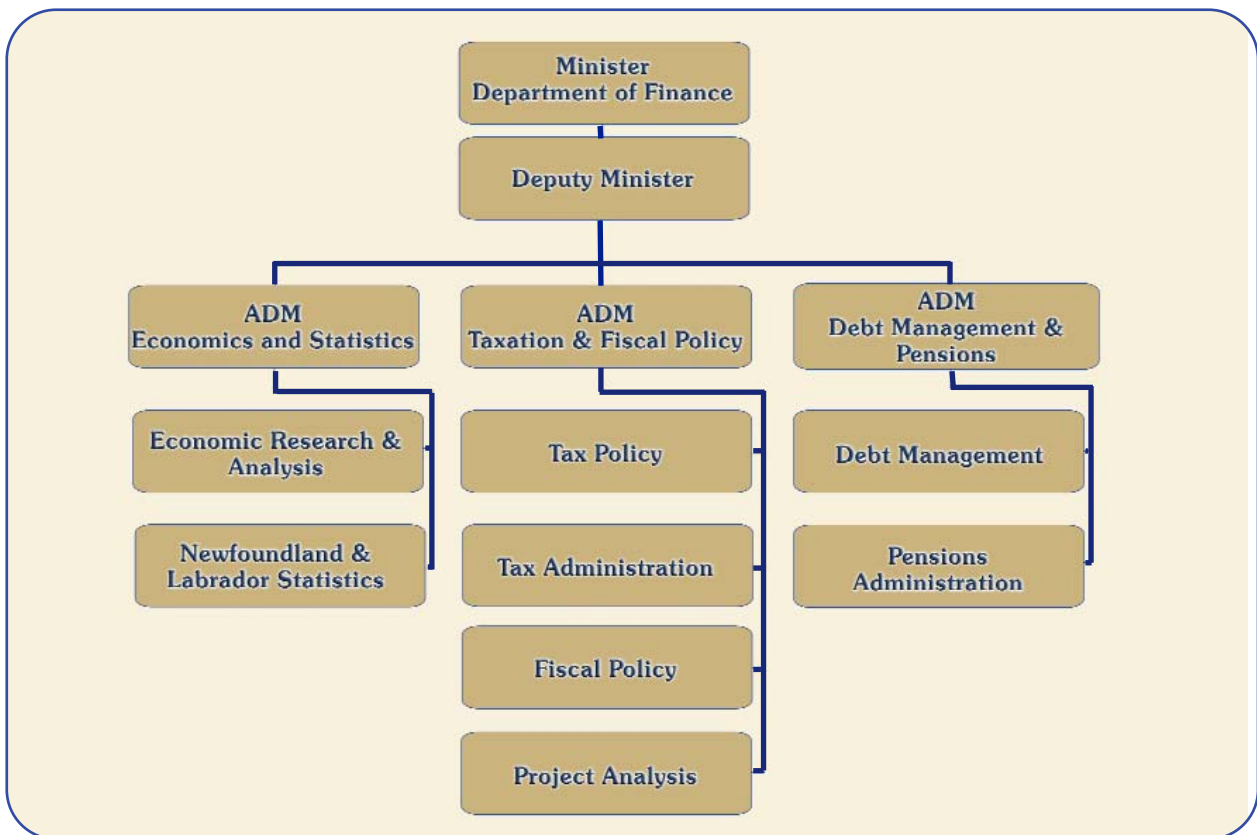 Minister
Department of Finance
Deputy Minister
ADM
Economics and Statistics
ADM
Taxation & Fiscal Policy
ADM
Debt Management &
Pensions
Economic Research &
Analysis
Newfoundland &
Labrador Statistics
Tax Policy
Tax Administration
Fiscal Policy
Project Analysis
Debt Management
Pensions
Administration